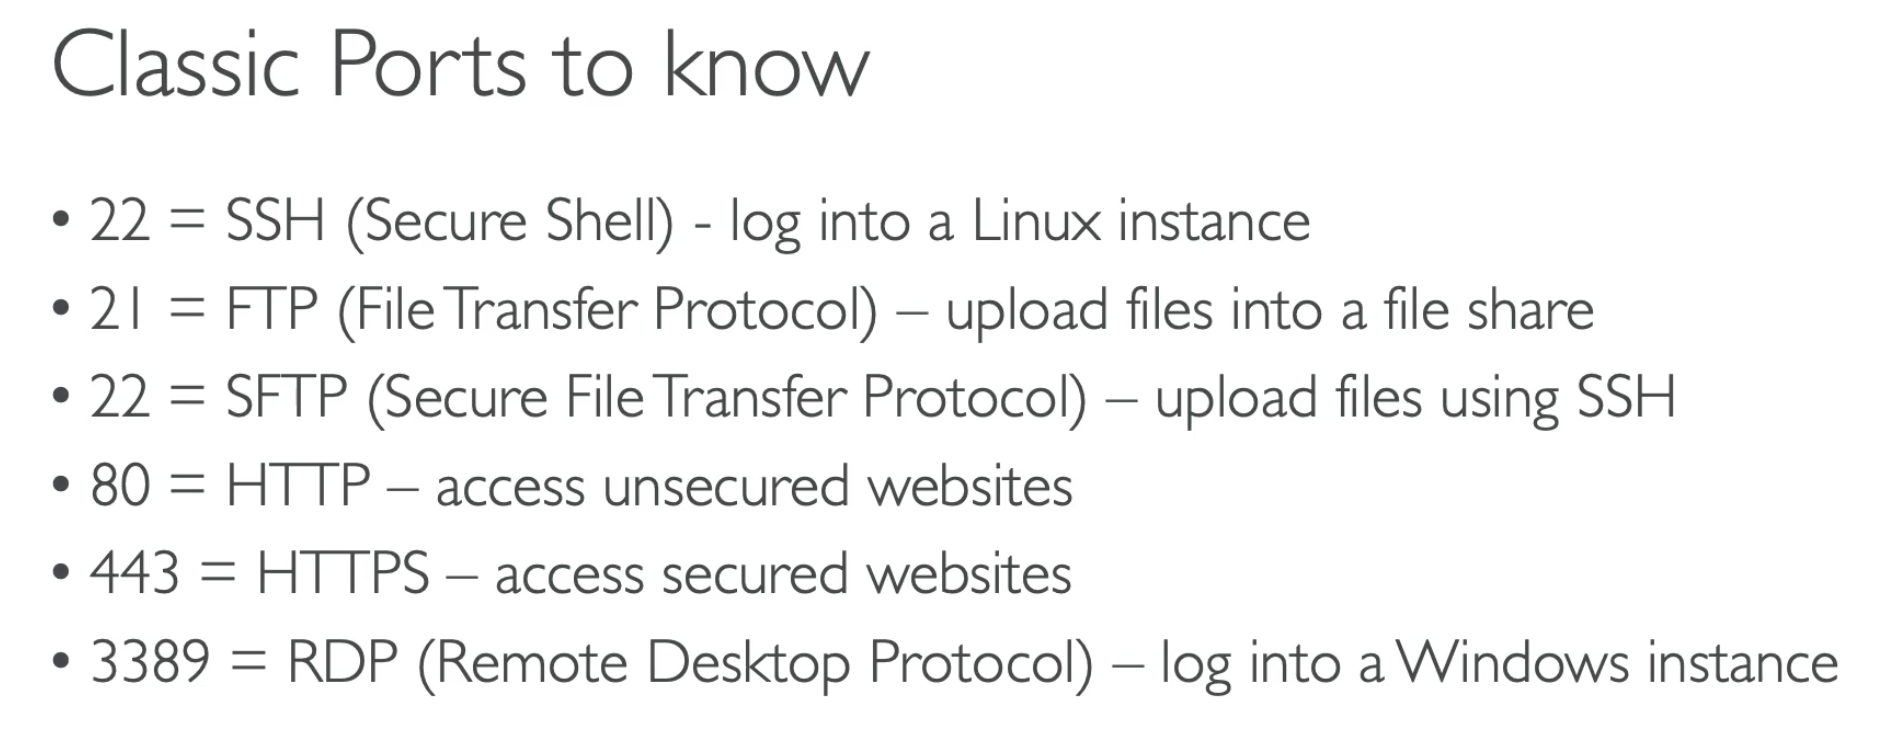 Classic Ports to know
• 22 = SSH (Secure Shell) - log into a Linux instance
• 21 = FTP (File Transfer Protocol) – upload files into a file share
• 22 = SFTP (Secure File Transfer Protocol) – upload files using SSH
• 80 = HTTP – access unsecured websites
• 443 = HTTPS – access secured websites
• 3389 = RDP (Remote Desktop Protocol) – log into a Windows instance